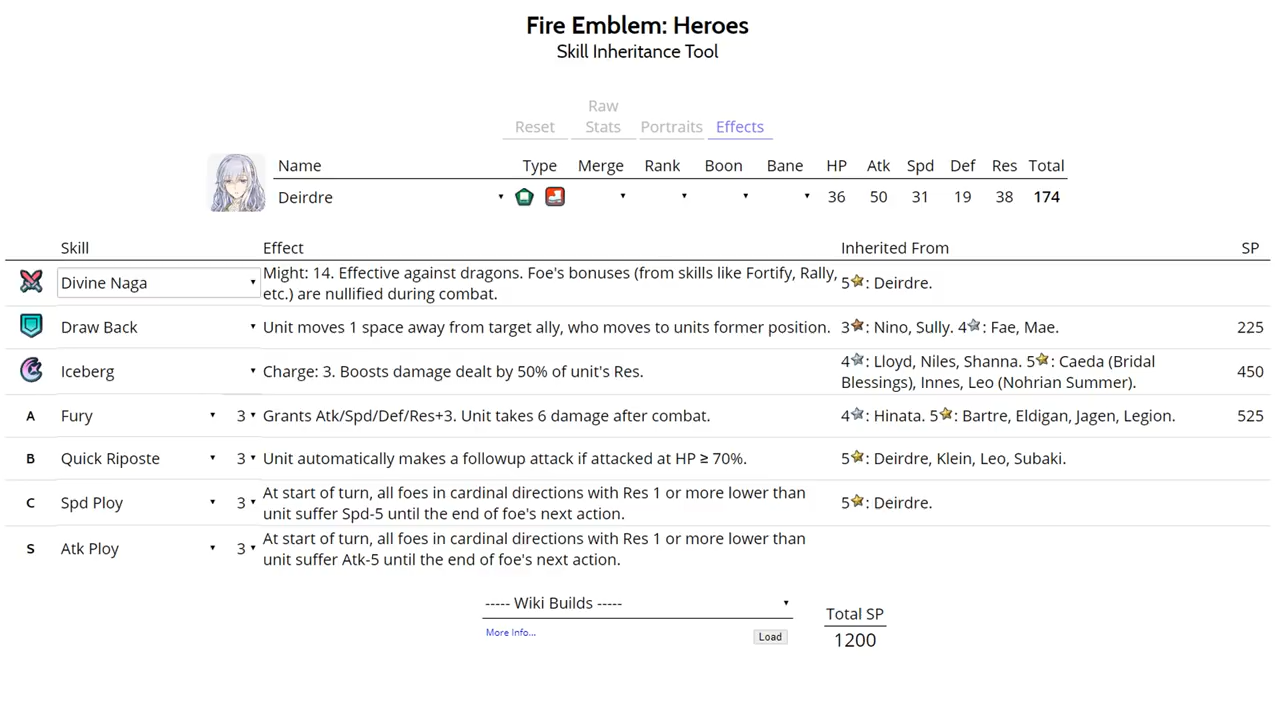 Fire Emblem: Heroes
Skill Inheritance Tool
Reset Raw Stats Portraits Effects
Name Type Merge Rank Boon Bane HP Atk Spd Def Res Total
Deirdre 36 50 31 19 38 174
Skill Effect Inherited From SP
Divine Naga Might: 14. Effective against dragons. Foe's bonuses (from skills like Fortify, Rally, etc.) are nullified during combat. 5: Deirdre.
Draw Back Unit moves 1 space away from target ally, who moves to units former position. 3: Nino, Sully. 4: Fae, Mae. 225
Iceberg Charge: 3. Boosts damage dealt by 50% of unit's Res. 4: Lloyd, Niles, Shanna. 5: Caeda (Bridal Blessings), Innes, Leo (Nohrian Summer). 450
A Fury 3 Grants Atk/Spd/Def/Res+3. Unit takes 6 damage after combat. 4: Hinata. 5: Bartre, Eldigan, Jagen, Legion. 525
B Quick Riposte 3 Unit automatically makes a followup attack if attacked at HP ≥ 70%. 5: Deirdre, Klein, Leo, Subaki.
C Spd Ploy 3 At start of turn, all foes in cardinal directions with Res 1 or more lower than unit suffer Spd-5 until the end of foe's next action. 5: Deirdre.
S Atk Ploy 3 At start of turn, all foes in cardinal directions with Res 1 or more lower than unit suffer Atk-5 until the end of foe's next action.
----- Wiki Builds -----
More Info... Load
Total SP
1200